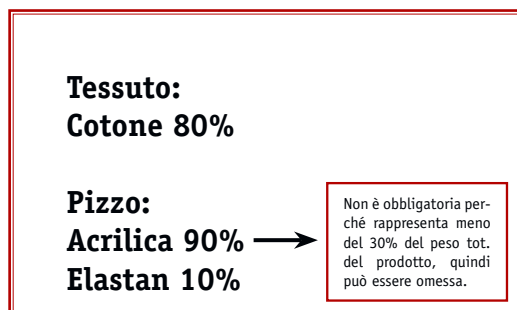 Tessuto:
Cotone 80%
Pizzo:
Acrilica 90%
Elastan 10%
Non è obbligatoria per-
ché rappresenta meno
del 30% del peso tot.
del prodotto, quindi
può essere omessa.